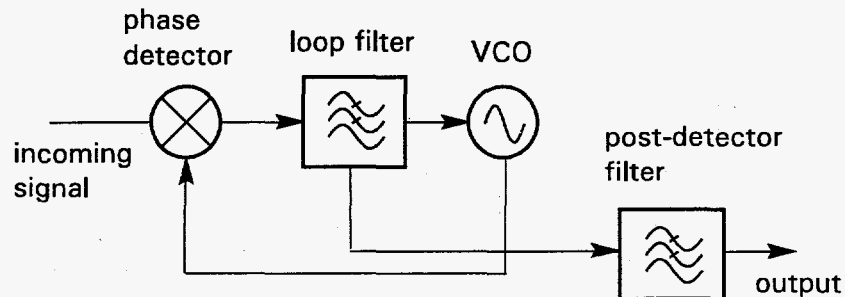 phase
detector
loop filter
VCO
incoming
signal
post-detector
filter
output